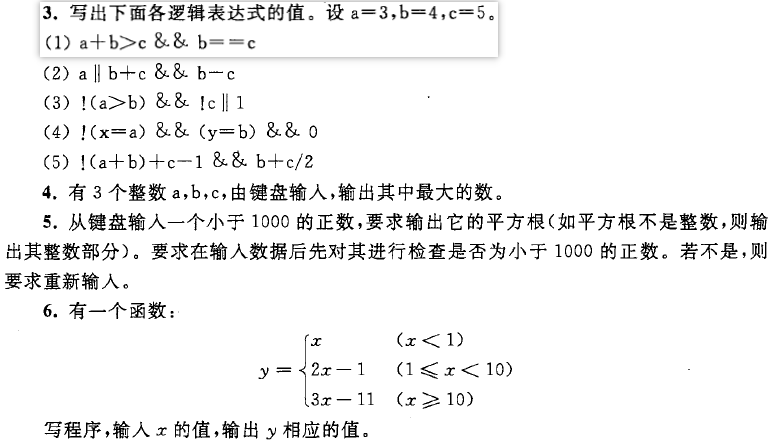 3. 写出下面各逻辑表达式的值。设 a=3,b=4,c=5。
(1) a+b>c && b==c
(2) a ‖ b+c && b-c
(3) !(a>b) && !c ‖ 1
(4) !(x=a) && (y=b) && 0
(5) !(a+b)+c-1 && b+c/2
4. 有 3 个整数 a,b,c,由键盘输入,输出其中最大的数。
5. 从键盘输入一个小于 1000 的正数,要求输出它的平方根(如平方根不是整数,则输
出其整数部分)。要求在输入数据后先对其进行检查是否为小于 1000 的正数。若不是,则
要求重新输入。
6. 有一个函数:
x (x<1)
y = { 2x-1 (1⩽x<10)
3x-11 (x⩾10)
写程序,输入 x 的值,输出 y 相应的值。